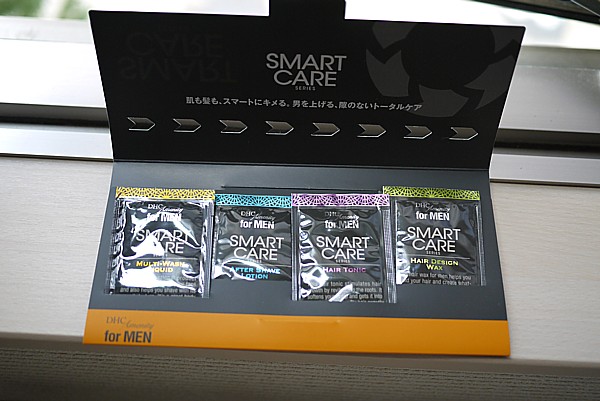 SMART
CARE
SERIES
肌も髪も、スマートにキメる。男を上げる、隙のないトータルケア
DHC
for MEN
SMART
CARE
SERIES
MULTI-WASH
LIQUID
DHC
for MEN
SMART
CARE
AFTER SHAVE
LOTION
DHC
for MEN
SMART
CARE
HAIR TONIC
DHC
for MEN
SMART
CARE
SERIES
HAIR DESIGN
WAX
DHC
for MEN